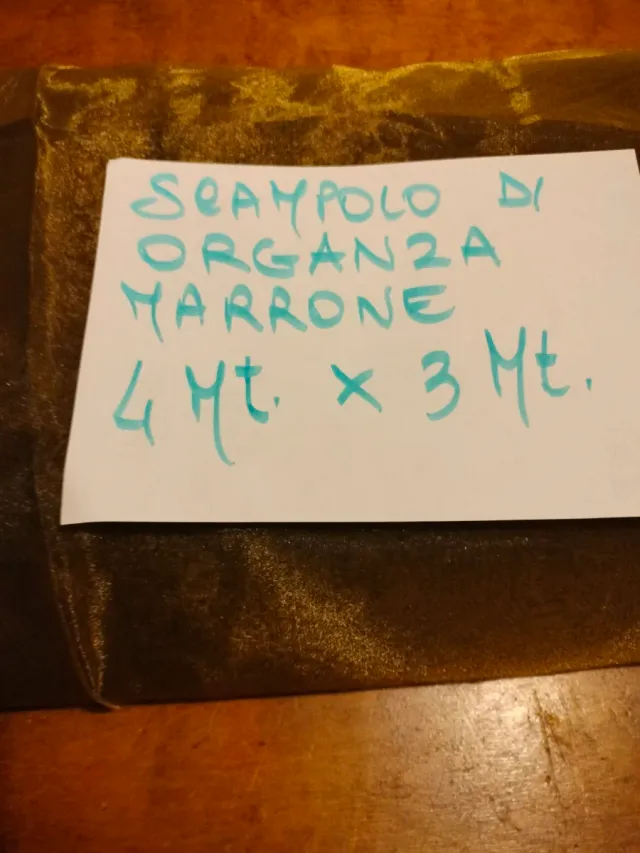 SCAMPOLO DI
ORGANZA
MARRONE
4 Mt. x 3 Mt.